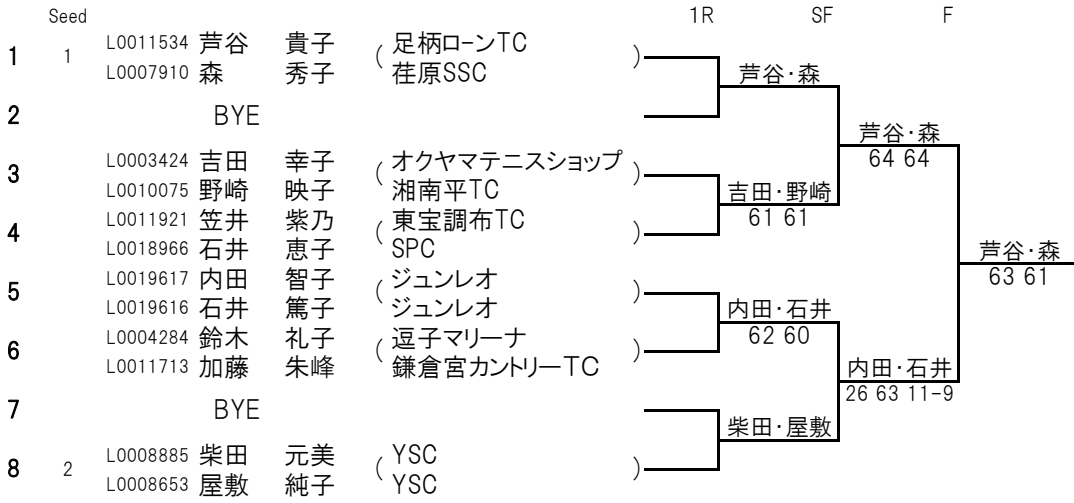 Seed 1R SF F
L0011534 芦谷 貴子 ( 足柄ローンTC
1 1 )
L0007910 森 秀子 荏原SSC
芦谷・森
2 BYE
芦谷・森
64 64
L0003424 吉田 幸子 ( オクヤマテニスショップ )
3
L0010075 野崎 映子 湘南平TC
吉田・野崎
61 61
L0011921 笠井 紫乃 ( 東宝調布TC )
4
L0018966 石井 恵子 SPC
芦谷・森
63 61
L0019617 内田 智子 ( ジュンレオ )
5
L0019616 石井 篤子 ジュンレオ
内田・石井
62 60
L0004284 鈴木 礼子 ( 逗子マリーナ )
6
L0011713 加藤 朱峰 鎌倉宮カントリーTC
内田・石井
26 63 11-9
7 BYE
柴田・屋敷
L0008885 柴田 元美 ( YSC )
8 2
L0008653 屋敷 純子 YSC